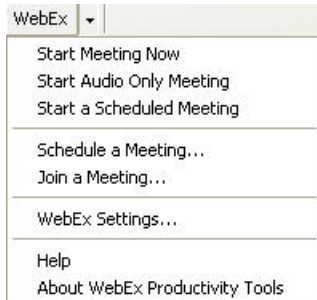 WebEx
Start Meeting Now
Start Audio Only Meeting
Start a Scheduled Meeting
Schedule a Meeting...
Join a Meeting...
WebEx Settings...
Help
About WebEx Productivity Tools